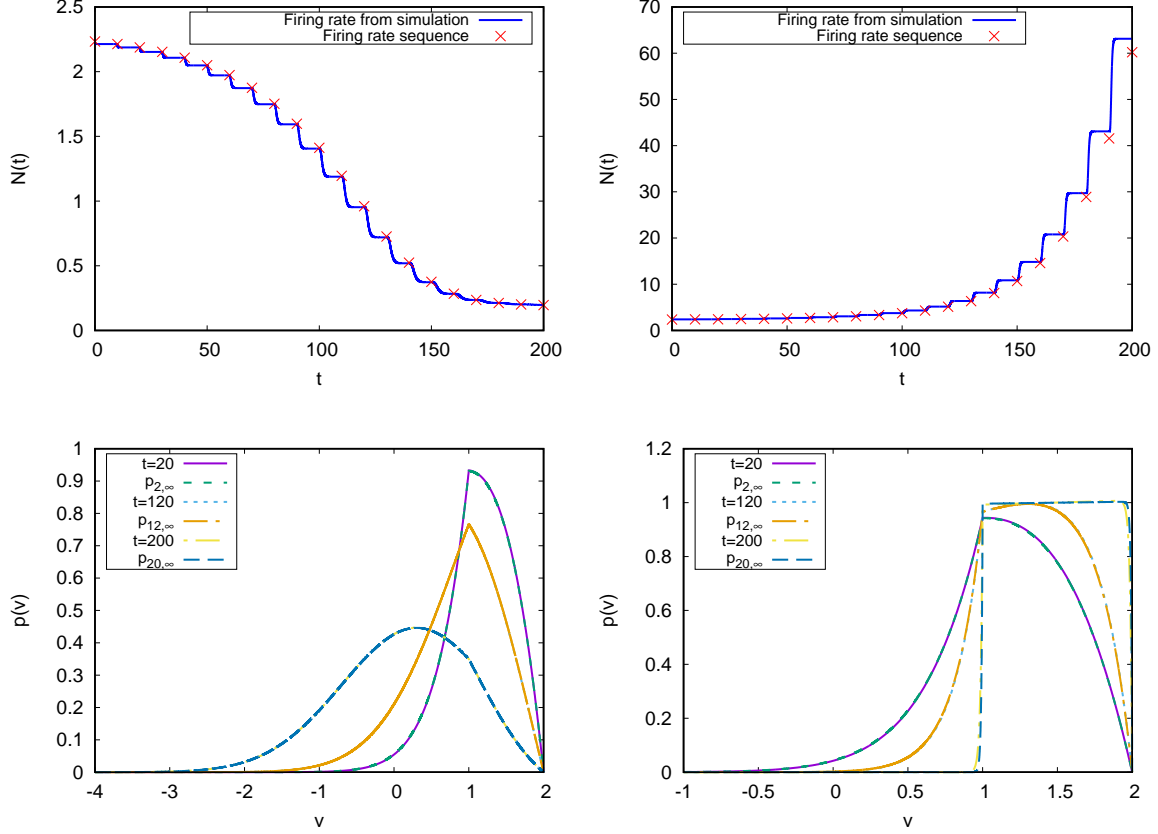 2.5
2
1.5
1
0.5
0
N(t)
Firing rate from simulation
Firing rate sequence
0 50 100 150 200
t
70
60
50
40
30
20
10
0
N(t)
Firing rate from simulation
Firing rate sequence
0 50 100 150 200
t
1
0.9
0.8
0.7
0.6
0.5
0.4
0.3
0.2
0.1
0
p(v)
t=20
p2,∞
t=120
p12,∞
t=200
p20,∞
-4 -3 -2 -1 0 1 2
v
1.2
1
0.8
0.6
0.4
0.2
0
p(v)
t=20
p2,∞
t=120
p12,∞
t=200
p20,∞
-1 -0.5 0 0.5 1 1.5 2
v